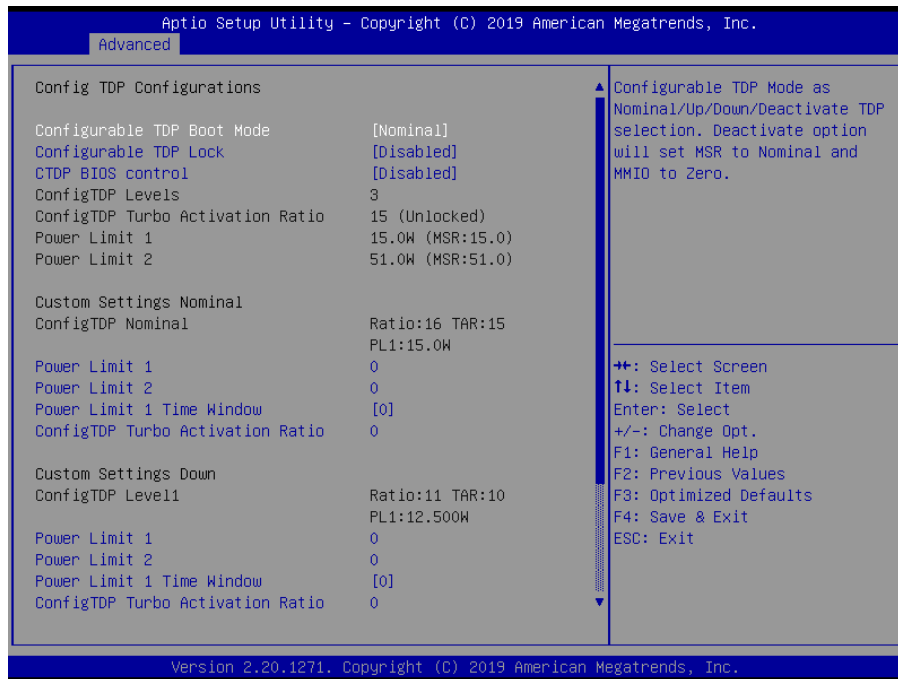 Aptio Setup Utility – Copyright (C) 2019 American Megatrends, Inc.
Advanced
Config TDP Configurations
Configurable TDP Boot Mode [Nominal]
Configurable TDP Lock [Disabled]
CTDP BIOS control [Disabled]
ConfigTDP Levels 3
ConfigTDP Turbo Activation Ratio 15 (Unlocked)
Power Limit 1 15.0W (MSR:15.0)
Power Limit 2 51.0W (MSR:51.0)
Custom Settings Nominal
ConfigTDP Nominal Ratio:16 TAR:15
PL1:15.0W
Power Limit 1 0
Power Limit 2 0
Power Limit 1 Time Window [0]
ConfigTDP Turbo Activation Ratio 0
Custom Settings Down
ConfigTDP Level1 Ratio:11 TAR:10
PL1:12.500W
Power Limit 1 0
Power Limit 2 0
Power Limit 1 Time Window [0]
ConfigTDP Turbo Activation Ratio 0
Configurable TDP Mode as
Nominal/Up/Down/Deactivate TDP
selection. Deactivate option
will set MSR to Nominal and
MMIO to Zero.
→←: Select Screen
↑↓: Select Item
Enter: Select
+/-: Change Opt.
F1: General Help
F2: Previous Values
F3: Optimized Defaults
F4: Save & Exit
ESC: Exit
Version 2.20.1271. Copyright (C) 2019 American Megatrends, Inc.